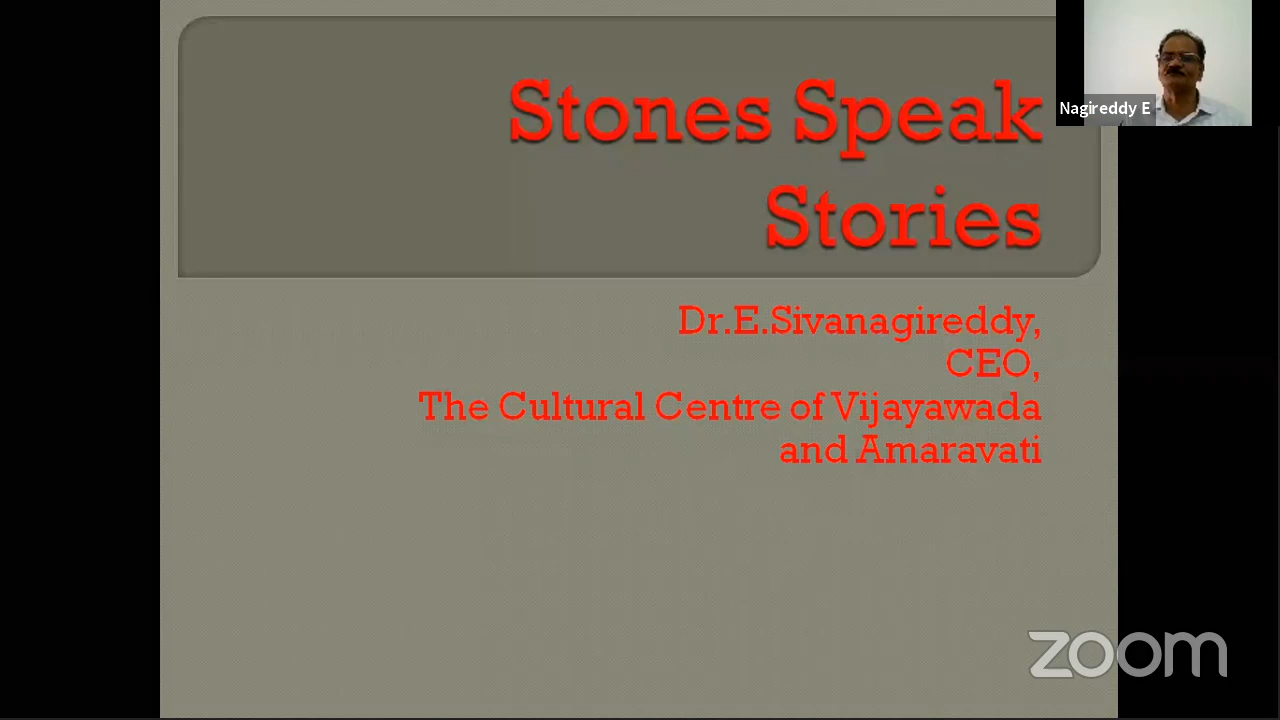 Stones Speak
Stories
Nagireddy E
Dr.E.Sivanagireddy,
CEO,
The Cultural Centre of Vijayawada
and Amaravati
zoom